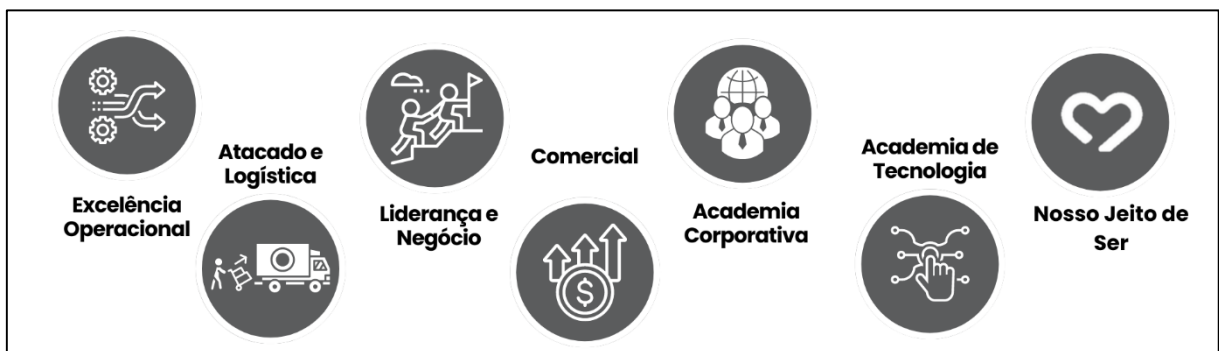 Excelência
Operacional
Atacado e
Logística
Liderança e
Negócio
Comercial
$
Academia
Corporativa
Academia de
Tecnologia
Nosso Jeito de
Ser